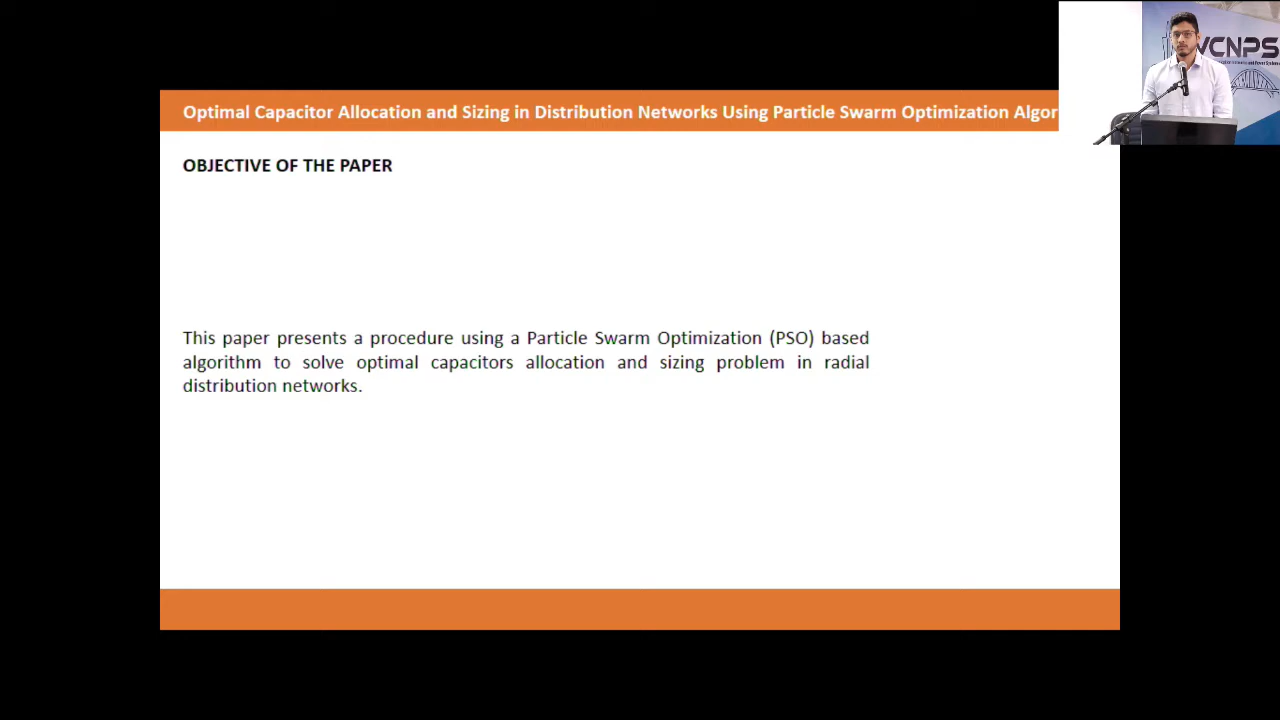 Optimal Capacitor Allocation and Sizing in Distribution Networks Using Particle Swarm Optimization Algor
VCNPS
OBJECTIVE OF THE PAPER
This paper presents a procedure using a Particle Swarm Optimization (PSO) based
algorithm to solve optimal capacitors allocation and sizing problem in radial
distribution networks.